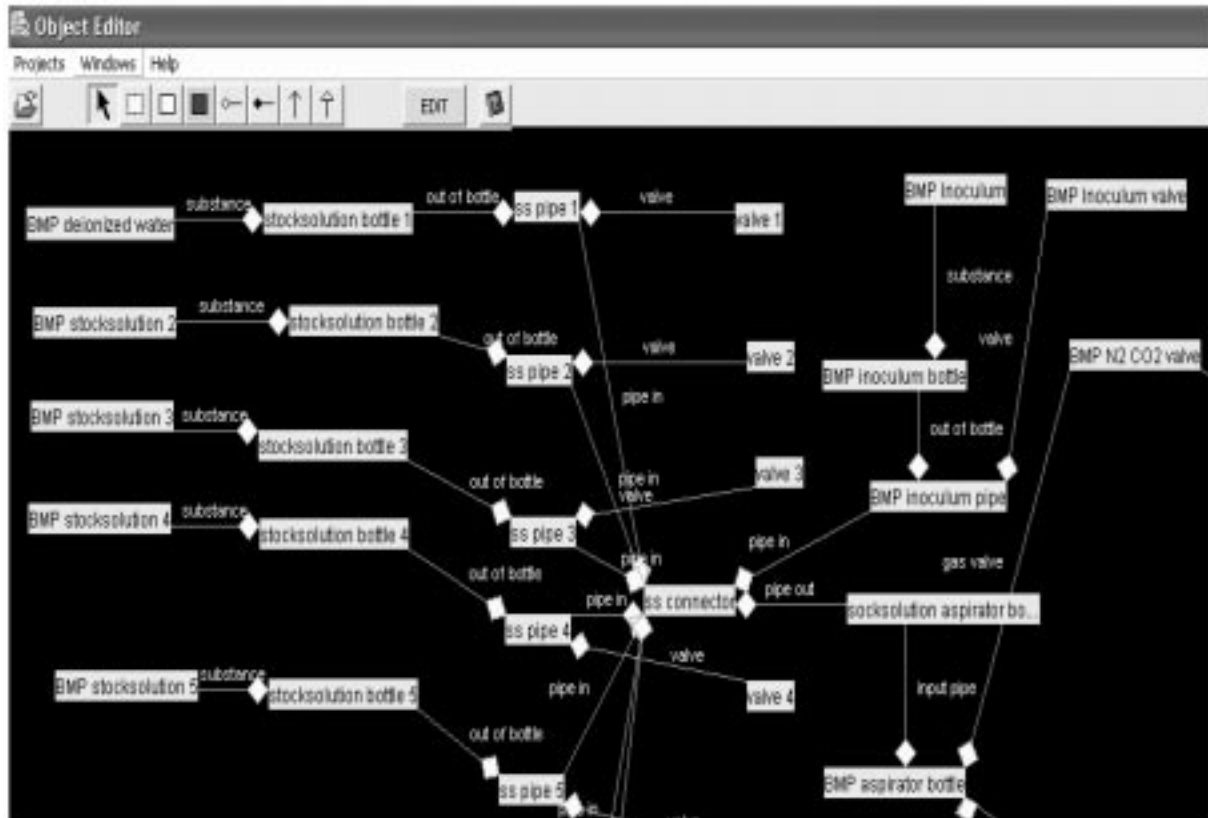 Object Editor
Projects Windows Help
EDIT
BMP Inoculum
BMP Inoculum valve
substance
out of bottle
ss pipe 1
valve
BMP deionized water
stocksolution bottle 1
valve 1
substance
substance
BMP stocksolution 2
stocksolution bottle 2
out of bottle
valve
valve
ss pipe 2
valve 2
BMP N2 CO2 valve
BMP inoculum bottle
pipe in
substance
BMP stocksolution 3
stocksolution bottle 3
out of bottle
out of bottle
pipe in
valve
valve 3
BMP inoculum pipe
substance
BMP stocksolution 4
stocksolution bottle 4
ss pipe 3
pipe in
pipe in
gas valve
out of bottle
pipe in
ss connector
pipe out
socksolution aspirator bo...
ss pipe 4
valve
substance
BMP stocksolution 5
stocksolution bottle 5
pipe in
valve 4
input pipe
out of bottle
ss pipe 5
BMP aspirator bottle